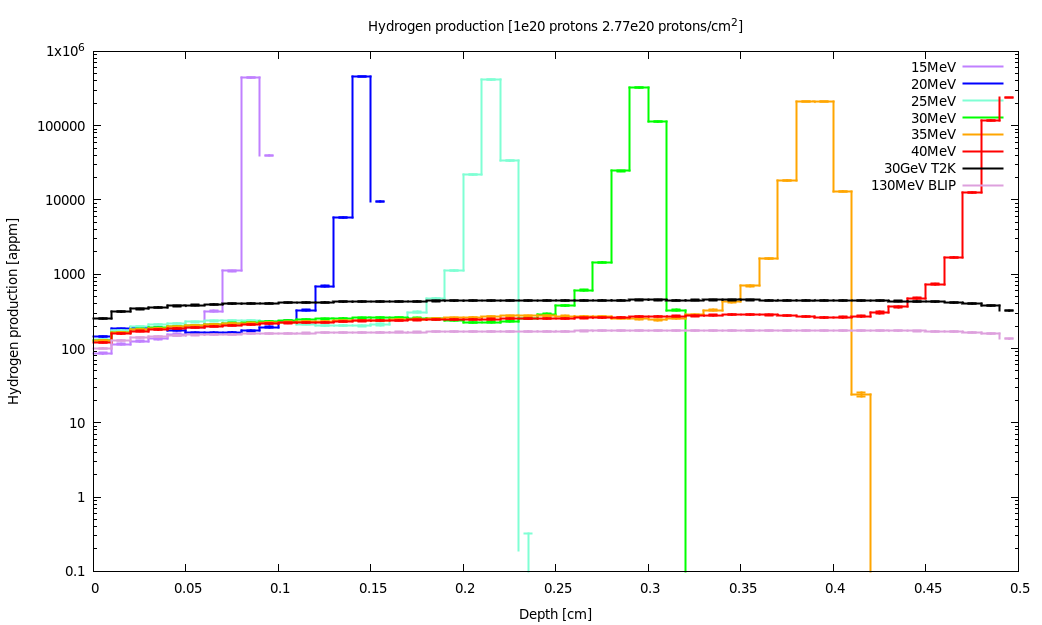 Hydrogen production [1e20 protons 2.77e20 protons/cm²]
1x10⁶
100000
10000
1000
100
10
1
0.1
Hydrogen production [appm]
15MeV
20MeV
25MeV
30MeV
35MeV
40MeV
30GeV T2K
130MeV BLIP
0 0.05 0.1 0.15 0.2 0.25 0.3 0.35 0.4 0.45 0.5
Depth [cm]